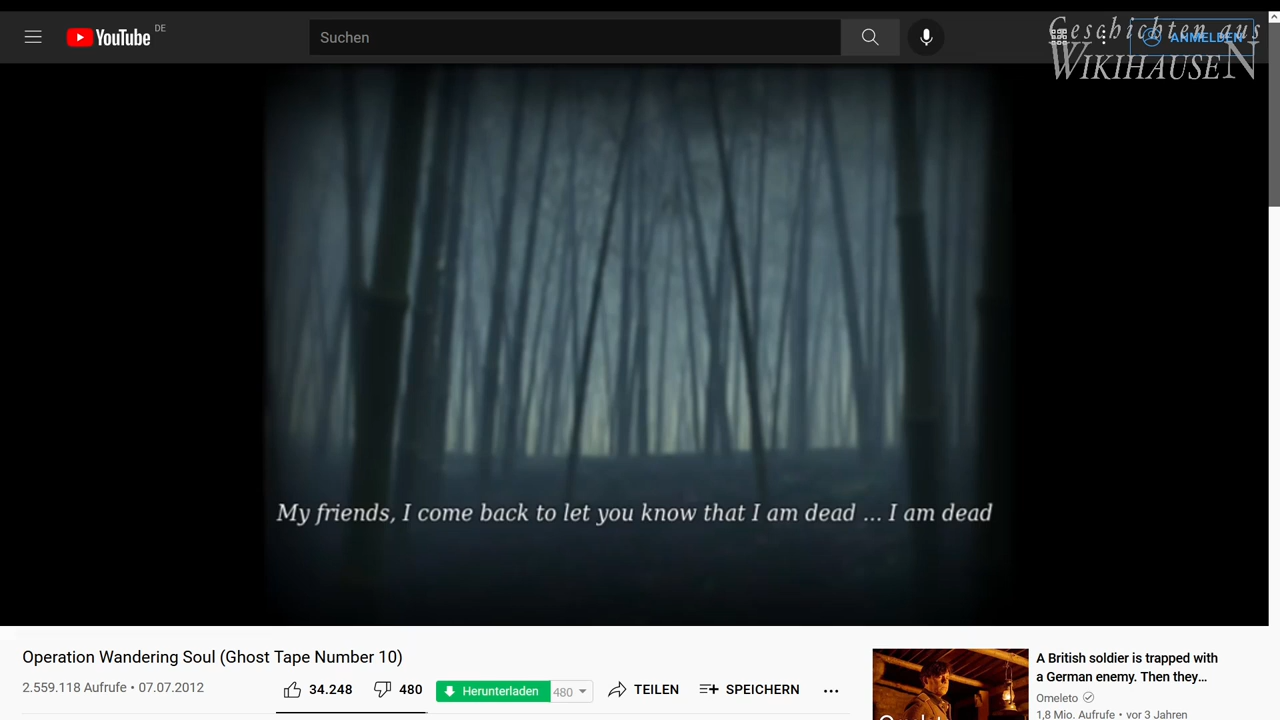 YouTube DE
Suchen
ANMELDEN
Geschichten aus
WIKIHAUSEN
My friends, I come back to let you know that I am dead ... I am dead
Operation Wandering Soul (Ghost Tape Number 10)
2.559.118 Aufrufe • 07.07.2012
34.248
480
Herunterladen
480
TEILEN
SPEICHERN
A British soldier is trapped with
a German enemy. Then they...
Omeleto
1,8 Mio. Aufrufe • vor 3 Jahren